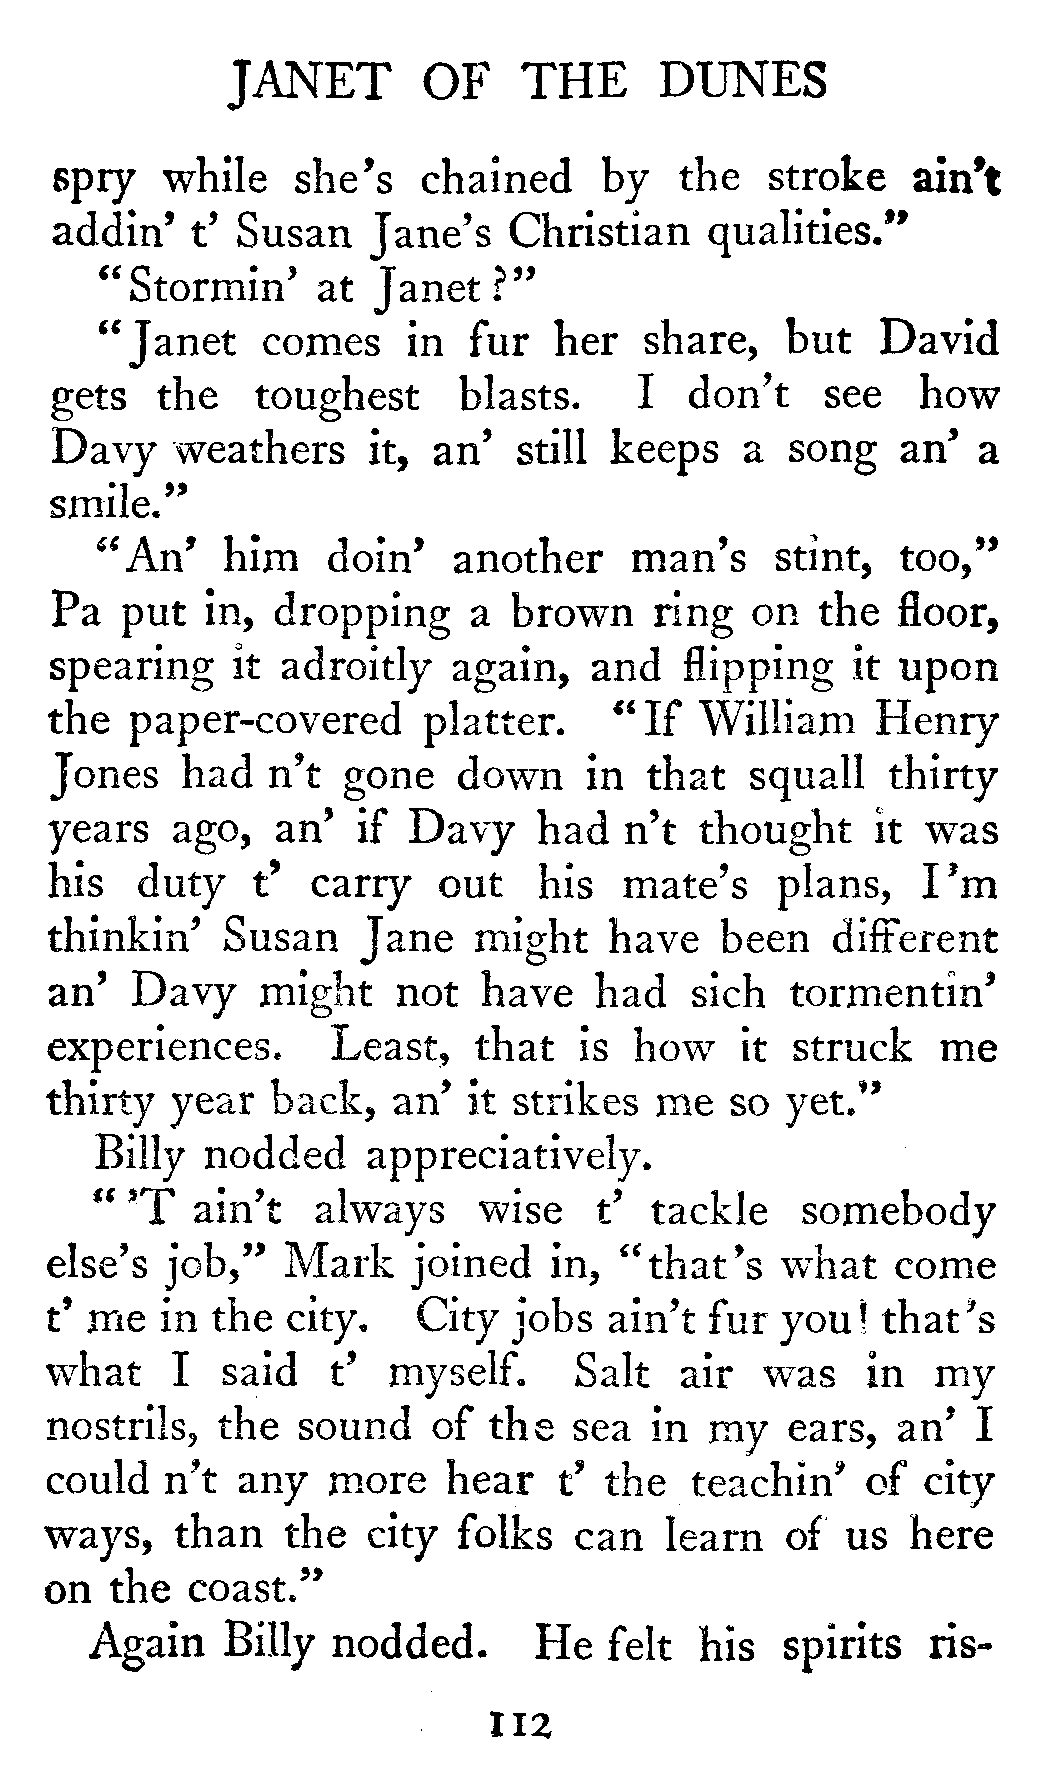 JANET OF THE DUNES
spry while she's chained by the stroke ain't
addin' t' Susan Jane's Christian qualities."
"Stormin' at Janet?"
"Janet comes in fur her share, but David
gets the toughest blasts. I don't see how
Davy weathers it, an' still keeps a song an' a
smile."
"An' him doin' another man's stint, too,"
Pa put in, dropping a brown ring on the floor,
spearing it adroitly again, and flipping it upon
the paper-covered platter. "If William Henry
Jones had n't gone down in that squall thirty
years ago, an' if Davy had n't thought it was
his duty t' carry out his mate's plans, I'm
thinkin' Susan Jane might have been different
an' Davy might not have had sich tormentin'
experiences. Least, that is how it struck me
thirty year back, an' it strikes me so yet."
Billy nodded appreciatively.
"'T ain't always wise t' tackle somebody
else's job," Mark joined in, "that's what come
t' me in the city. City jobs ain't fur you! that's
what I said t' myself. Salt air was in my
nostrils, the sound of the sea in my ears, an' I
could n't any more hear t' the teachin' of city
ways, than the city folks can learn of us here
on the coast."
Again Billy nodded. He felt his spirits ris-
112